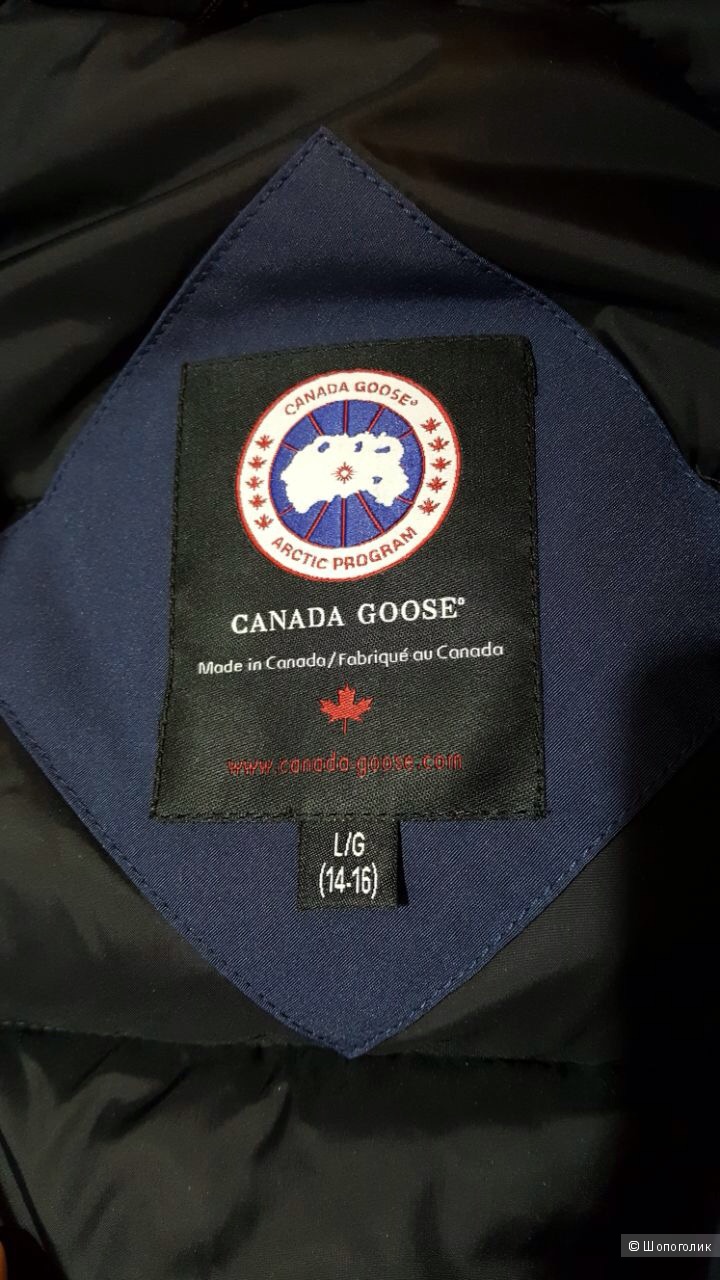 CANADA GOOSE®
ARCTIC PROGRAM
CANADA GOOSE®
Made in Canada/Fabriqué au Canada
www.canada-goose.com
L/G
(14-16)
© Шопоголик